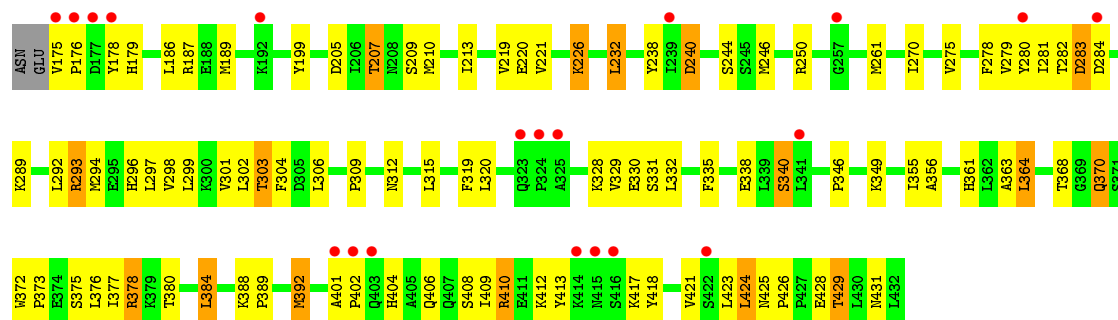 ASN GLU V175 P176 D177 Y178 H179 L186 R187 E188 M189 K192 Y199 D205 I206 T207 N208 S209 M210 I213 V219 E220 V221 K226 L232 Y238 I239 D240 S244 S245 M246 R250 G257 M261 I270 V275 F278 V279 Y280 I281 T282 D283 D284
K289 L292 R293 M294 E295 H296 L297 V298 L299 K300 V301 L302 T303 F304 D305 L306 P309 N312 L315 F319 L320 Q323 P324 A325 K328 V329 E330 S331 L332 F335 E338 L339 S340 L341 P346 K349 I355 A356 H361 L362 A363 L364 T368 G369 Q370 S371
W372 P373 E374 S375 L376 I377 R378 K379 T380 L384 K388 P389 M392 A401 P402 Q403 H404 A405 Q406 Q407 S408 I409 R410 E411 K412 Y413 K414 N415 S416 K417 Y418 V421 S422 L423 L424 N425 P426 P427 E428 T429 L430 N431 L432